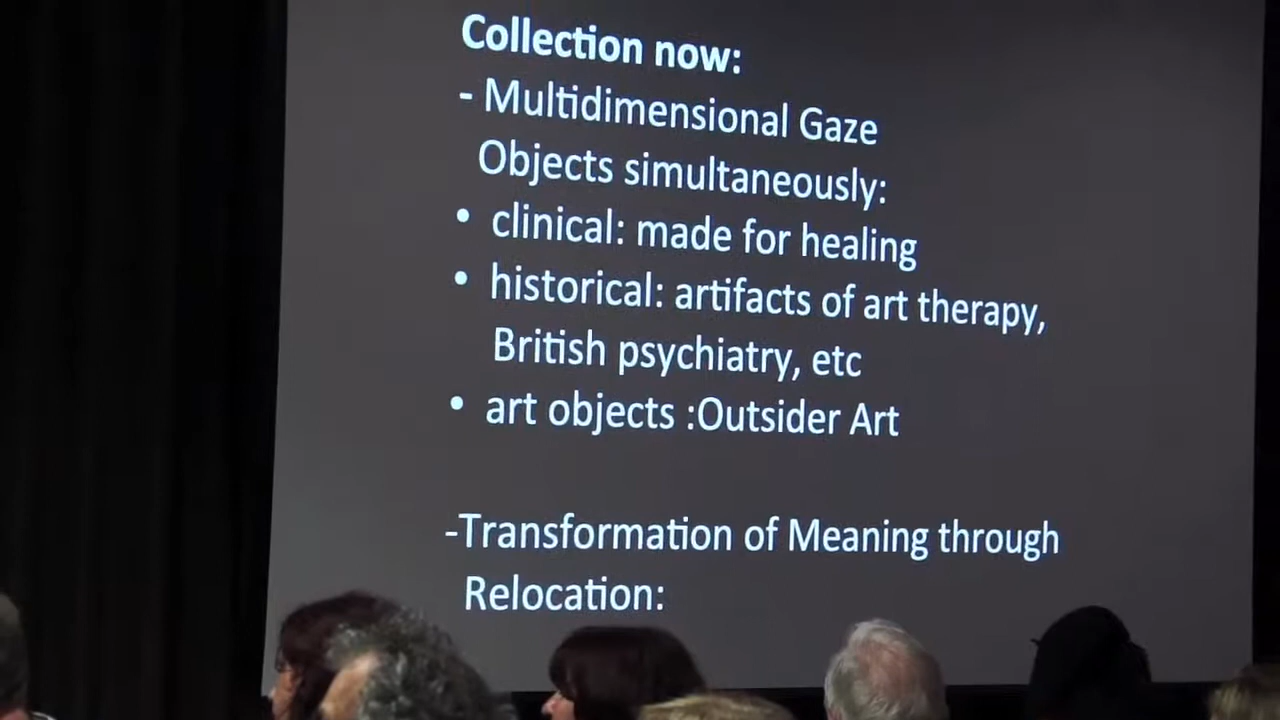 Collection now:
- Multidimensional Gaze
Objects simultaneously:
• clinical: made for healing
• historical: artifacts of art therapy,
British psychiatry, etc
• art objects :Outsider Art
-Transformation of Meaning through
Relocation: